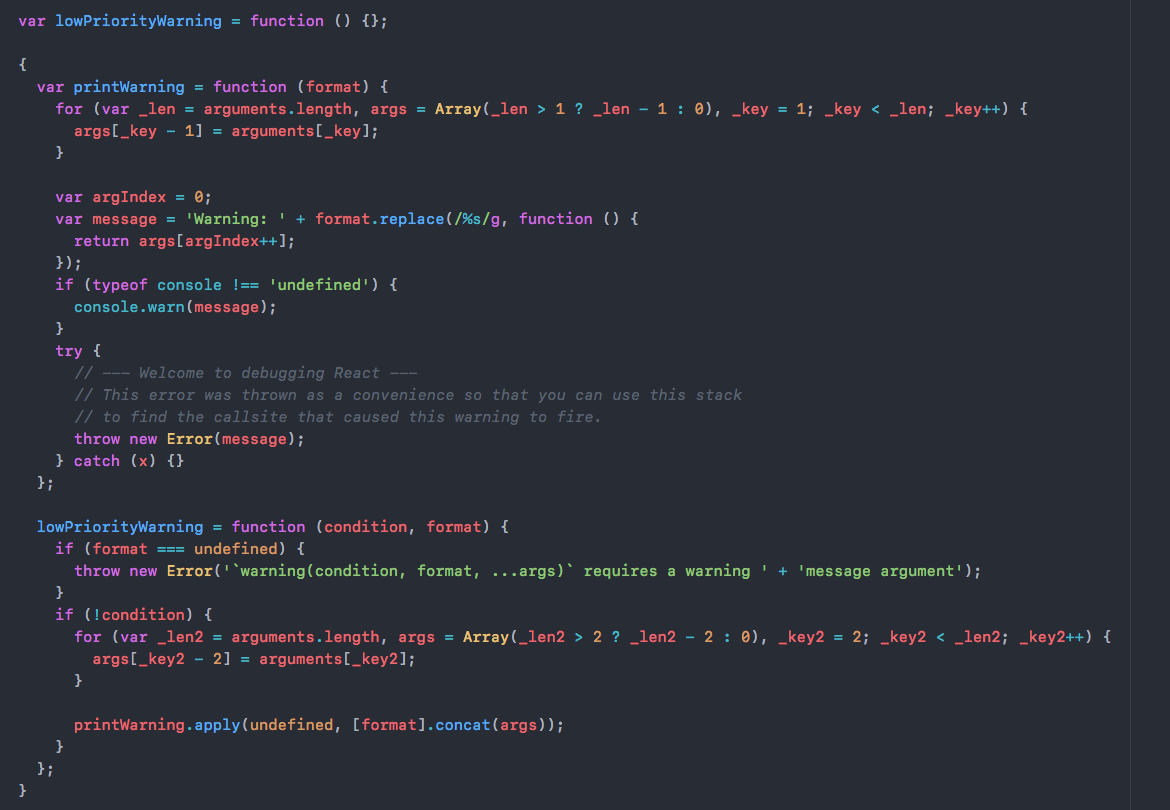 var lowPriorityWarning = function () {};

{
  var printWarning = function (format) {
    for (var _len = arguments.length, args = Array(_len > 1 ? _len - 1 : 0), _key = 1; _key < _len; _key++) {
      args[_key - 1] = arguments[_key];
    }

    var argIndex = 0;
    var message = 'Warning: ' + format.replace(/%s/g, function () {
      return args[argIndex++];
    });
    if (typeof console !== 'undefined') {
      console.warn(message);
    }
    try {
      // --- Welcome to debugging React ---
      // This error was thrown as a convenience so that you can use this stack
      // to find the callsite that caused this warning to fire.
      throw new Error(message);
    } catch (x) {}
  };

  lowPriorityWarning = function (condition, format) {
    if (format === undefined) {
      throw new Error('`warning(condition, format, ...args)` requires a warning ' + 'message argument');
    }
    if (!condition) {
      for (var _len2 = arguments.length, args = Array(_len2 > 2 ? _len2 - 2 : 0), _key2 = 2; _key2 < _len2; _key2++) {
        args[_key2 - 2] = arguments[_key2];
      }

      printWarning.apply(undefined, [format].concat(args));
    }
  };
}